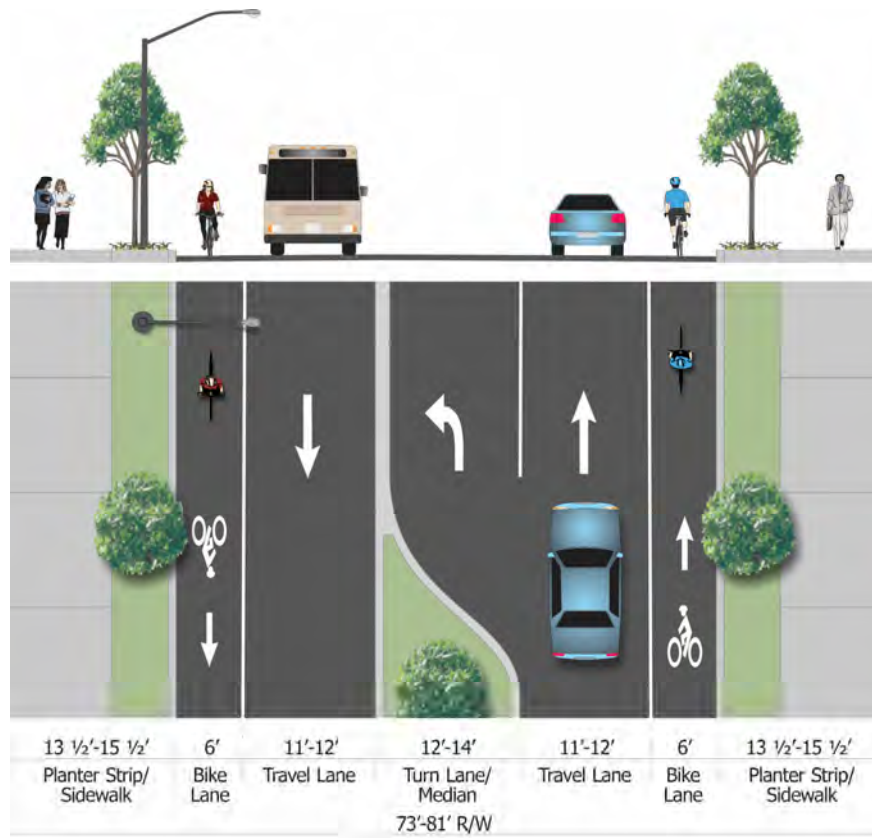 13 ½'-15 ½' 6' 11'-12' 12'-14' 11'-12' 6' 13 ½'-15 ½'
Planter Strip/ Bike Travel Lane Turn Lane/ Travel Lane Bike Planter Strip/
Sidewalk Lane Median Lane Sidewalk
73'-81' R/W